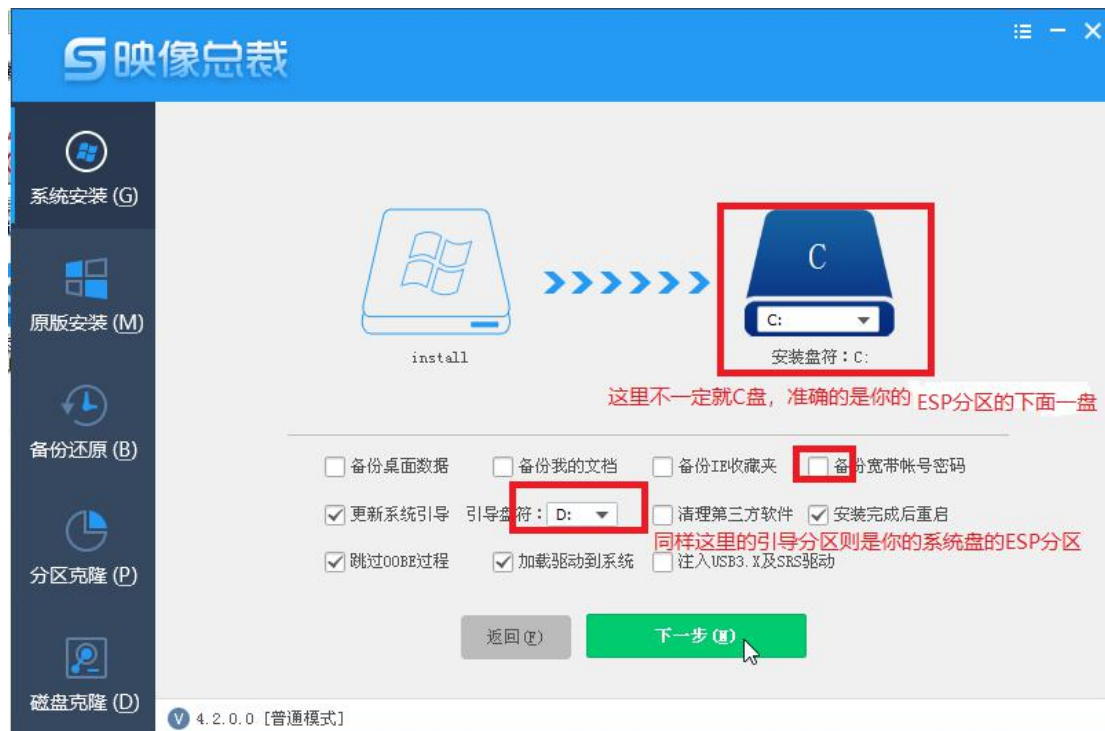 映像总裁
系统安装 (G)
原版安装 (M)
备份还原 (B)
分区克隆 (P)
磁盘克隆 (D)
install
C
C:
安装盘符：C:
这里不一定就C盘，准确的是你的 ESP分区的下面一盘
备份桌面数据 备份我的文档 备份IE收藏夹 备份宽带帐号密码
更新系统引导 引导盘符： D: 清理第三方软件 安装完成后重启
同样这里的引导分区则是你的系统盘的ESP分区
跳过OOBE过程 加载驱动到系统 注入USB3.X及SRS驱动
返回(F) 下一步(N)
V 4.2.0.0 [普通模式]